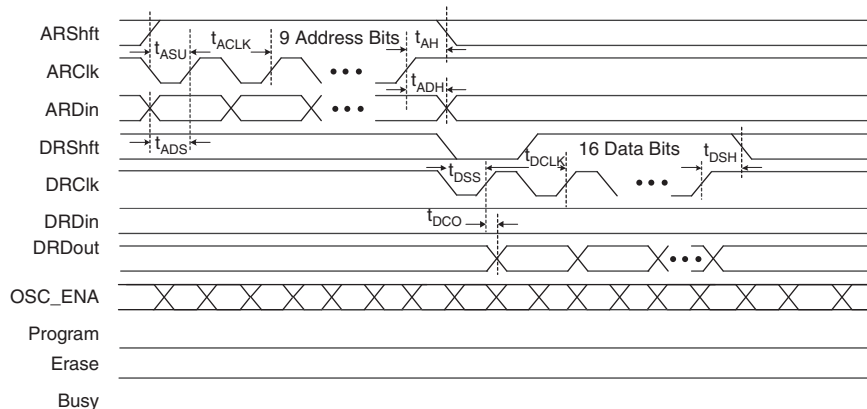 ARShft
t_ASU t_ACLK 9 Address Bits t_AH
ARClk
t_ADH
ARDin
t_ADS
DRShft
t_DCLK 16 Data Bits t_DSH
t_DSS
DRClk
DRDin
t_DCO
DRDout
OSC_ENA
Program
Erase
Busy